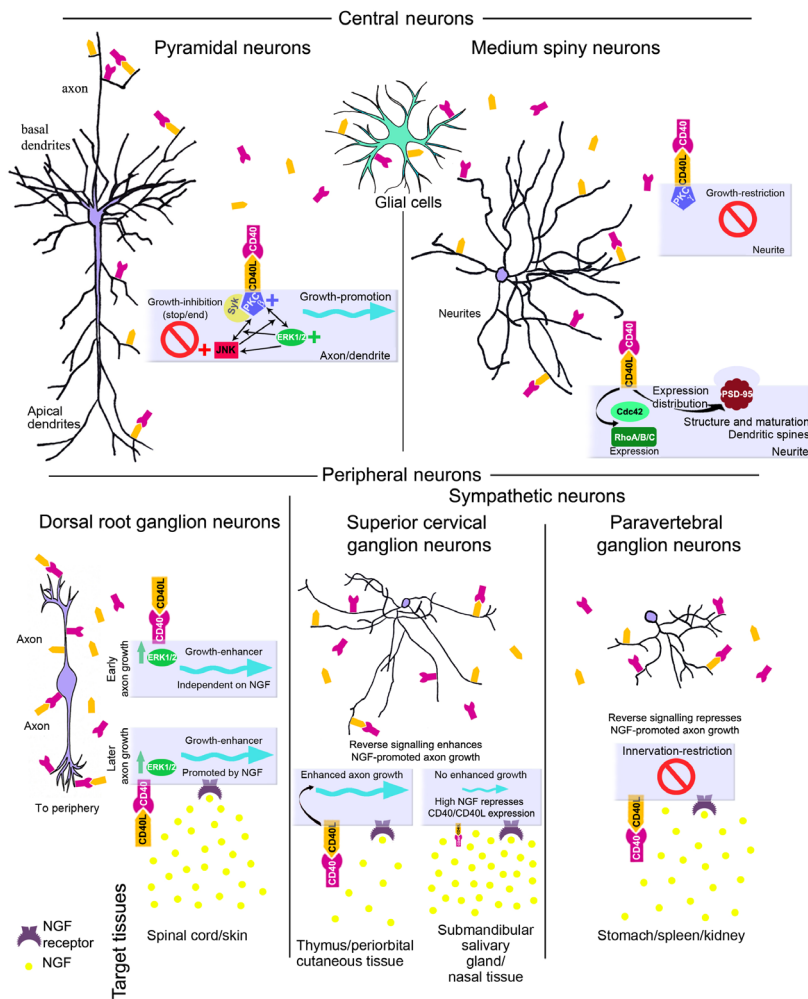 Central neurons
Pyramidal neurons
Medium spiny neurons
axon
basal
dendrites
Glial cells
CD40
CD40L
PKC
γ
Growth-restriction
Neurite
CD40
CD40L
Growth-inhibition
(stop/end)
Syk
PKC
β
+
Growth-promotion
+
JNK
ERK1/2
+
Axon/dendrite
Neurites
CD40
CD40L
Expression
distribution
PSD-95
Cdc42
RhoA/B/C
Expression
Structure and maturation
Dendritic spines
Neurite
Apical
dendrites
Peripheral neurons
Sympathetic neurons
Dorsal root ganglion neurons
Superior cervical
ganglion neurons
Paravertebral
ganglion neurons
Axon
Axon
To periphery
CD40L
CD40
Early
axon growth
ERK1/2
Growth-enhancer
Independent on NGF
Later
axon growth
ERK1/2
Growth-enhancer
Promoted by NGF
CD40
CD40L
Reverse signalling enhances
NGF-promoted axon growth
Enhanced axon growth
CD40L
CD40
No enhanced growth
High NGF represses
CD40/CD40L expression
Reverse signalling represses
NGF-promoted axon growth
Innervation-restriction
CD40L
CD40
NGF
receptor
NGF
Target tissues
Spinal cord/skin
Thymus/periorbital
cutaneous tissue
Submandibular
salivary
gland/
nasal tissue
Stomach/spleen/kidney